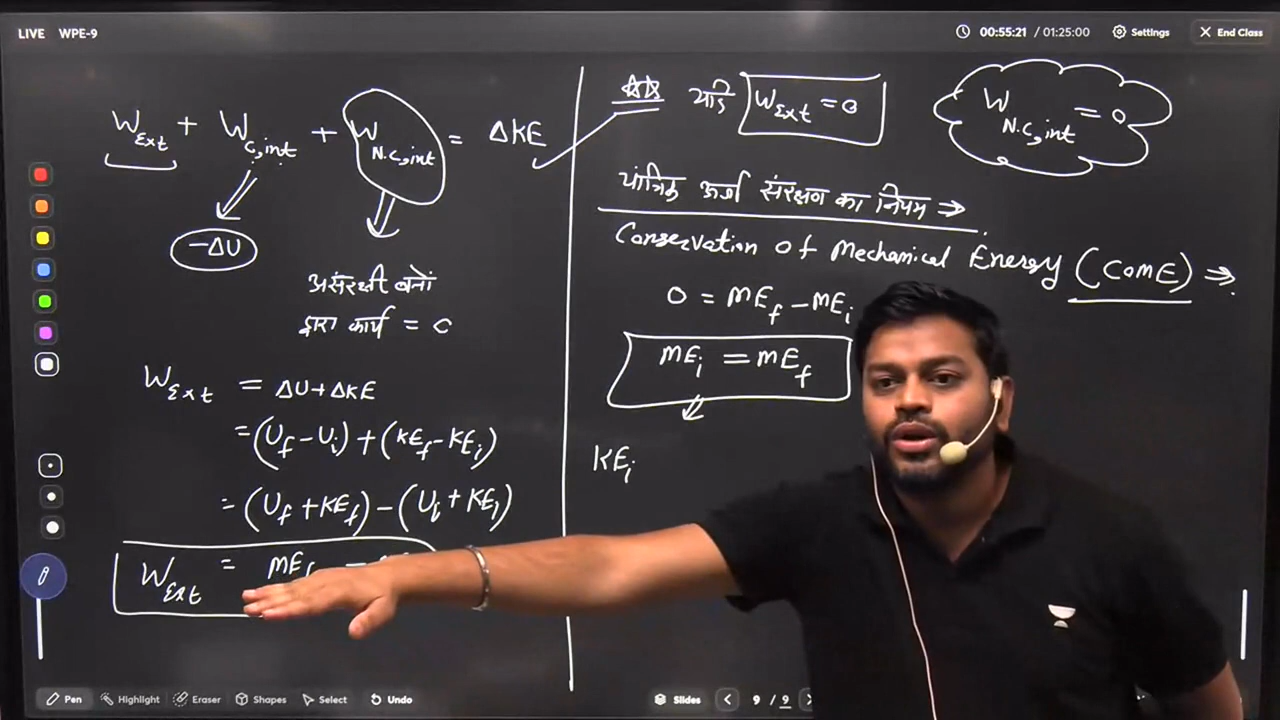 LIVE WPE-9
00:55:21 / 01:25:00 Settings End Class
W_Ext + W_c,int + W_N.C,int = ΔKE
-ΔU
असंरक्षी बलों
द्वारा कार्य = 0
W_Ext = ΔU+ΔKE
= (U_f - U_i) + (KE_f - KE_i)
= (U_f + KE_f) - (U_i + KE_i)
W_Ext = ME
यदि W_Ext = 0
W_N.C,int = 0
यांत्रिक ऊर्जा संरक्षण का नियम ⇒
Conservation Of Mechanical Energy (COME) ⇒
0 = ME_f - ME_i
ME_i = ME_f
KE_i
Pen Highlight Eraser Shapes Select Undo Slides 9 / 9